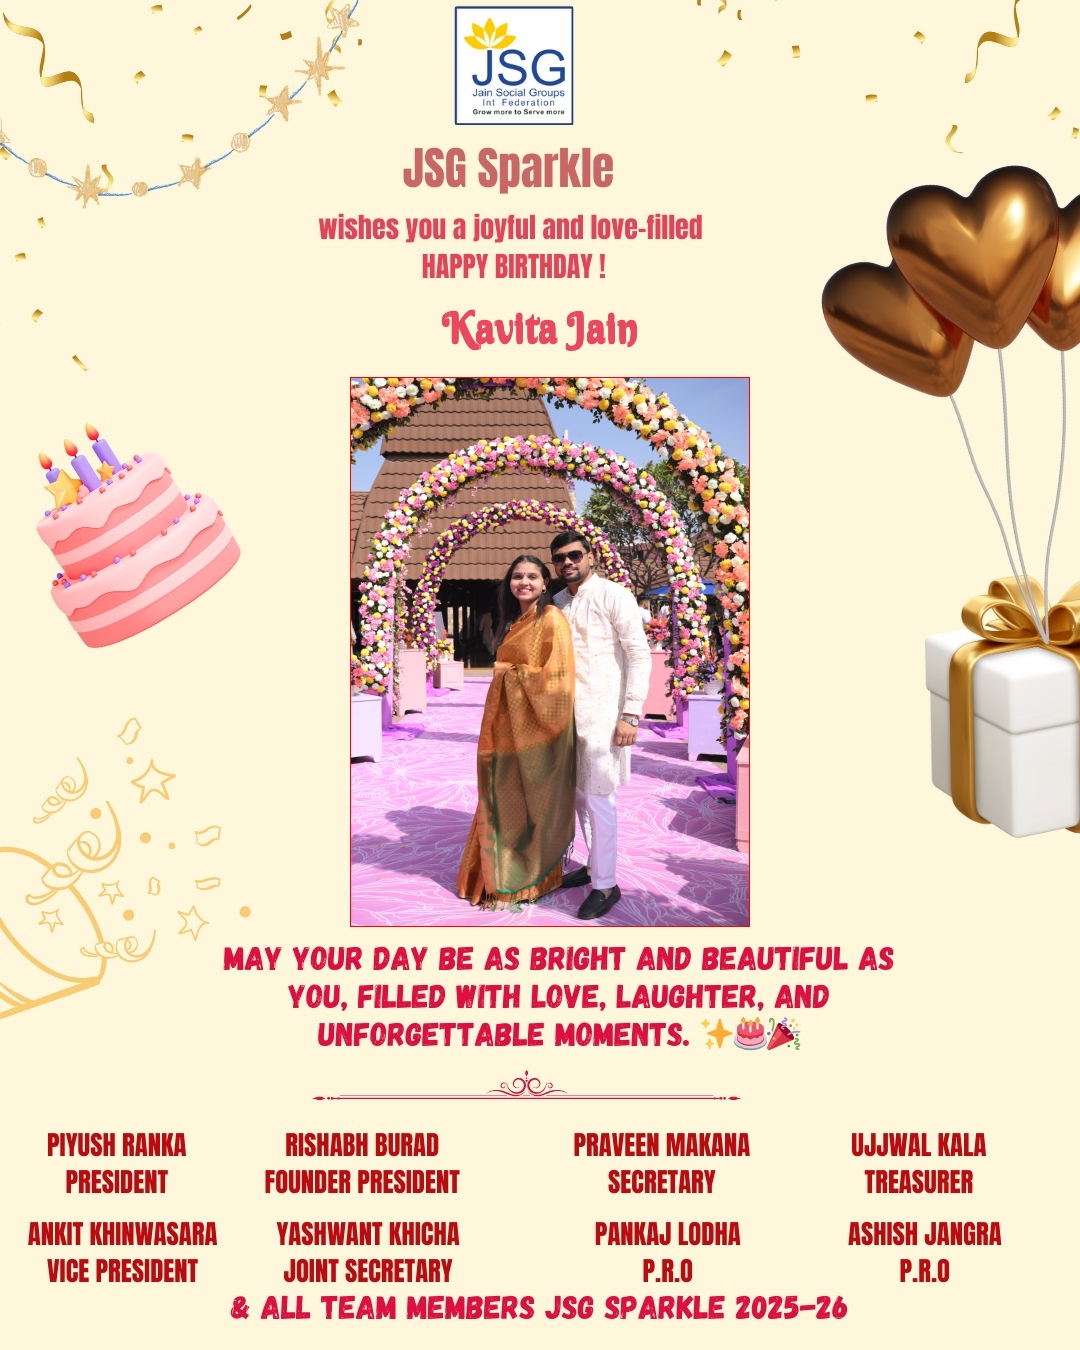 JSG
Jain Social Groups
Int Federation
Grow more to Serve more
JSG Sparkle
wishes you a joyful and love-filled
HAPPY BIRTHDAY !
Kavita Jain
MAY YOUR DAY BE AS BRIGHT AND BEAUTIFUL AS
YOU, FILLED WITH LOVE, LAUGHTER, AND
UNFORGETTABLE MOMENTS. ✨🎂🎉
PIYUSH RANKA
PRESIDENT
RISHABH BURAD
FOUNDER PRESIDENT
PRAVEEN MAKANA
SECRETARY
UJJWAL KALA
TREASURER
ANKIT KHINWASARA
VICE PRESIDENT
YASHWANT KHICHA
JOINT SECRETARY
PANKAJ LODHA
P.R.O
ASHISH JANGRA
P.R.O
& ALL TEAM MEMBERS JSG SPARKLE 2025-26